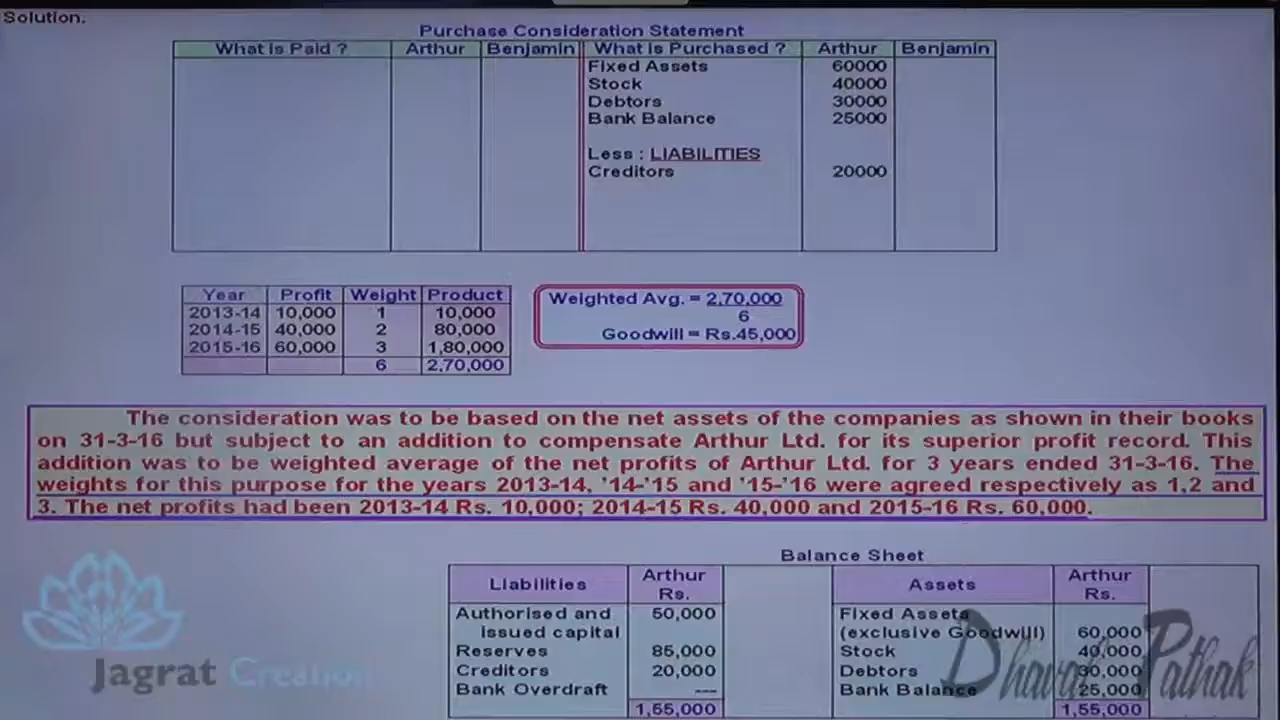 Solution.
Purchase Consideration Statement
What is Paid ? Arthur Benjamin What is Purchased ? Arthur Benjamin
Fixed Assets 60000
Stock 40000
Debtors 30000
Bank Balance 25000
Less : LIABILITIES
Creditors 20000
Year Profit Weight Product
2013-14 10,000 1 10,000
2014-15 40,000 2 80,000
2015-16 60,000 3 1,80,000
6 2,70,000
Weighted Avg. = 2,70,000
6
Goodwill = Rs.45,000
The consideration was to be based on the net assets of the companies as shown in their books
on 31-3-16 but subject to an addition to compensate Arthur Ltd. for its superior profit record. This
addition was to be weighted average of the net profits of Arthur Ltd. for 3 years ended 31-3-16. The
weights for this purpose for the years 2013-14, '14-'15 and '15-'16 were agreed respectively as 1,2 and
3. The net profits had been 2013-14 Rs. 10,000; 2014-15 Rs. 40,000 and 2015-16 Rs. 60,000.
Balance Sheet
Liabilities Arthur Rs. Assets Arthur Rs.
Authorised and 50,000 Fixed Assets
issued capital (exclusive Goodwill) 60,000
Reserves 85,000 Stock 40,000
Creditors 20,000 Debtors 30,000
Bank Overdraft --- Bank Balance 25,000
1,55,000 1,55,000
Jagrat Creation
Dhaval Pathak